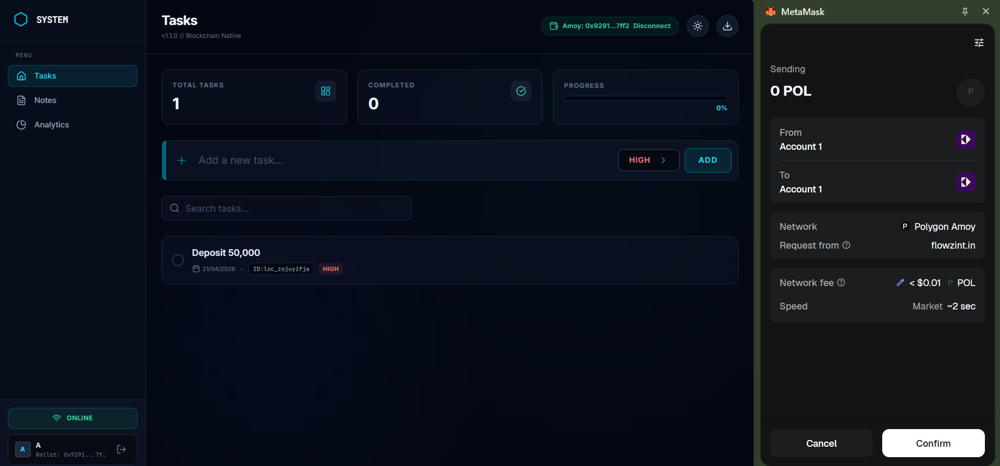 SYSTEM
MENU
Tasks
Notes
Analytics
ONLINE
A
A
Wallet: 0x9291...7f…
Tasks
v1.1.0 // Blockchain Native
Amoy: 0x9291...7ff2 Disconnect
TOTAL TASKS
1
COMPLETED
0
PROGRESS
0%
Add a new task...
HIGH
ADD
Search tasks...
Deposit 50,000
21/04/2026 • ID:loc_zojuyifja HIGH
MetaMask
Sending
0 POL
P
From
Account 1
To
Account 1
Network P Polygon Amoy
Request from flowzint.in
Network fee < $0.01 P POL
Speed Market ~2 sec
Cancel
Confirm